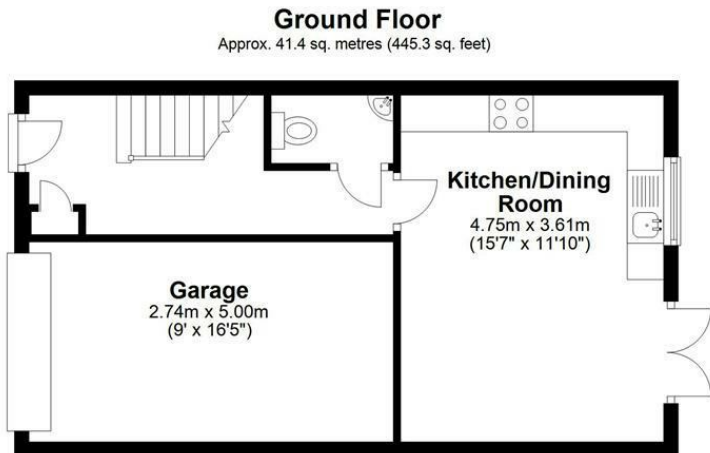 Ground Floor
Approx. 41.4 sq. metres (445.3 sq. feet)
Kitchen/Dining
Room
4.75m x 3.61m
(15'7" x 11'10")
Garage
2.74m x 5.00m
(9' x 16'5")